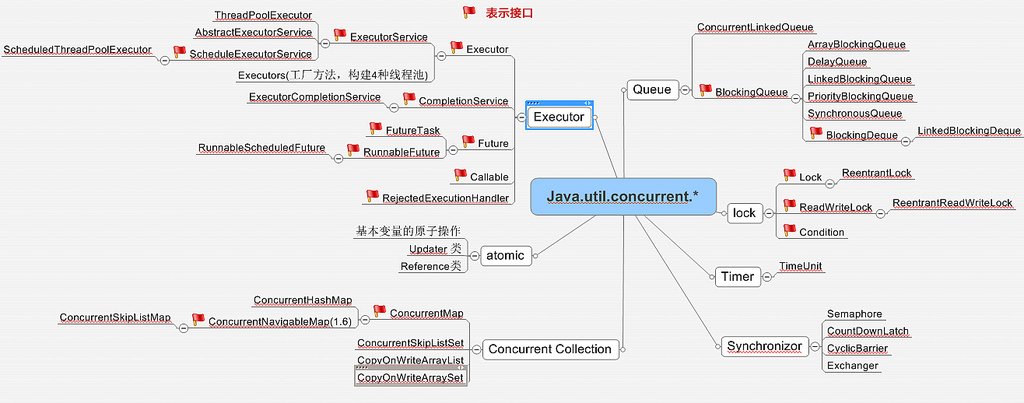 表示接口
ThreadPoolExecutor
AbstractExecutorService
ExecutorService
ScheduledThreadPoolExecutor
ScheduleExecutorService
Executor
Executors(工厂方法，构建4种线程池)
ExecutorCompletionService
CompletionService
Executor
FutureTask
Future
RunnableScheduledFuture
RunnableFuture
Callable
RejectedExecutionHandler
ConcurrentLinkedQueue
Queue
ArrayBlockingQueue
DelayQueue
LinkedBlockingQueue
BlockingQueue
PriorityBlockingQueue
SynchronousQueue
BlockingDeque
LinkedBlockingDeque
Java.util.concurrent.*
Lock
ReentrantLock
lock
ReadWriteLock
ReentrantReadWriteLock
Condition
基本变量的原子操作
Updater 类
atomic
Reference类
Timer
TimeUnit
ConcurrentHashMap
ConcurrentMap
ConcurrentSkipListMap
ConcurrentNavigableMap(1.6)
ConcurrentSkipListSet
Concurrent Collection
CopyOnWriteArrayList
CopyOnWriteArraySet
Semaphore
CountDownLatch
Synchronizor
CyclicBarrier
Exchanger